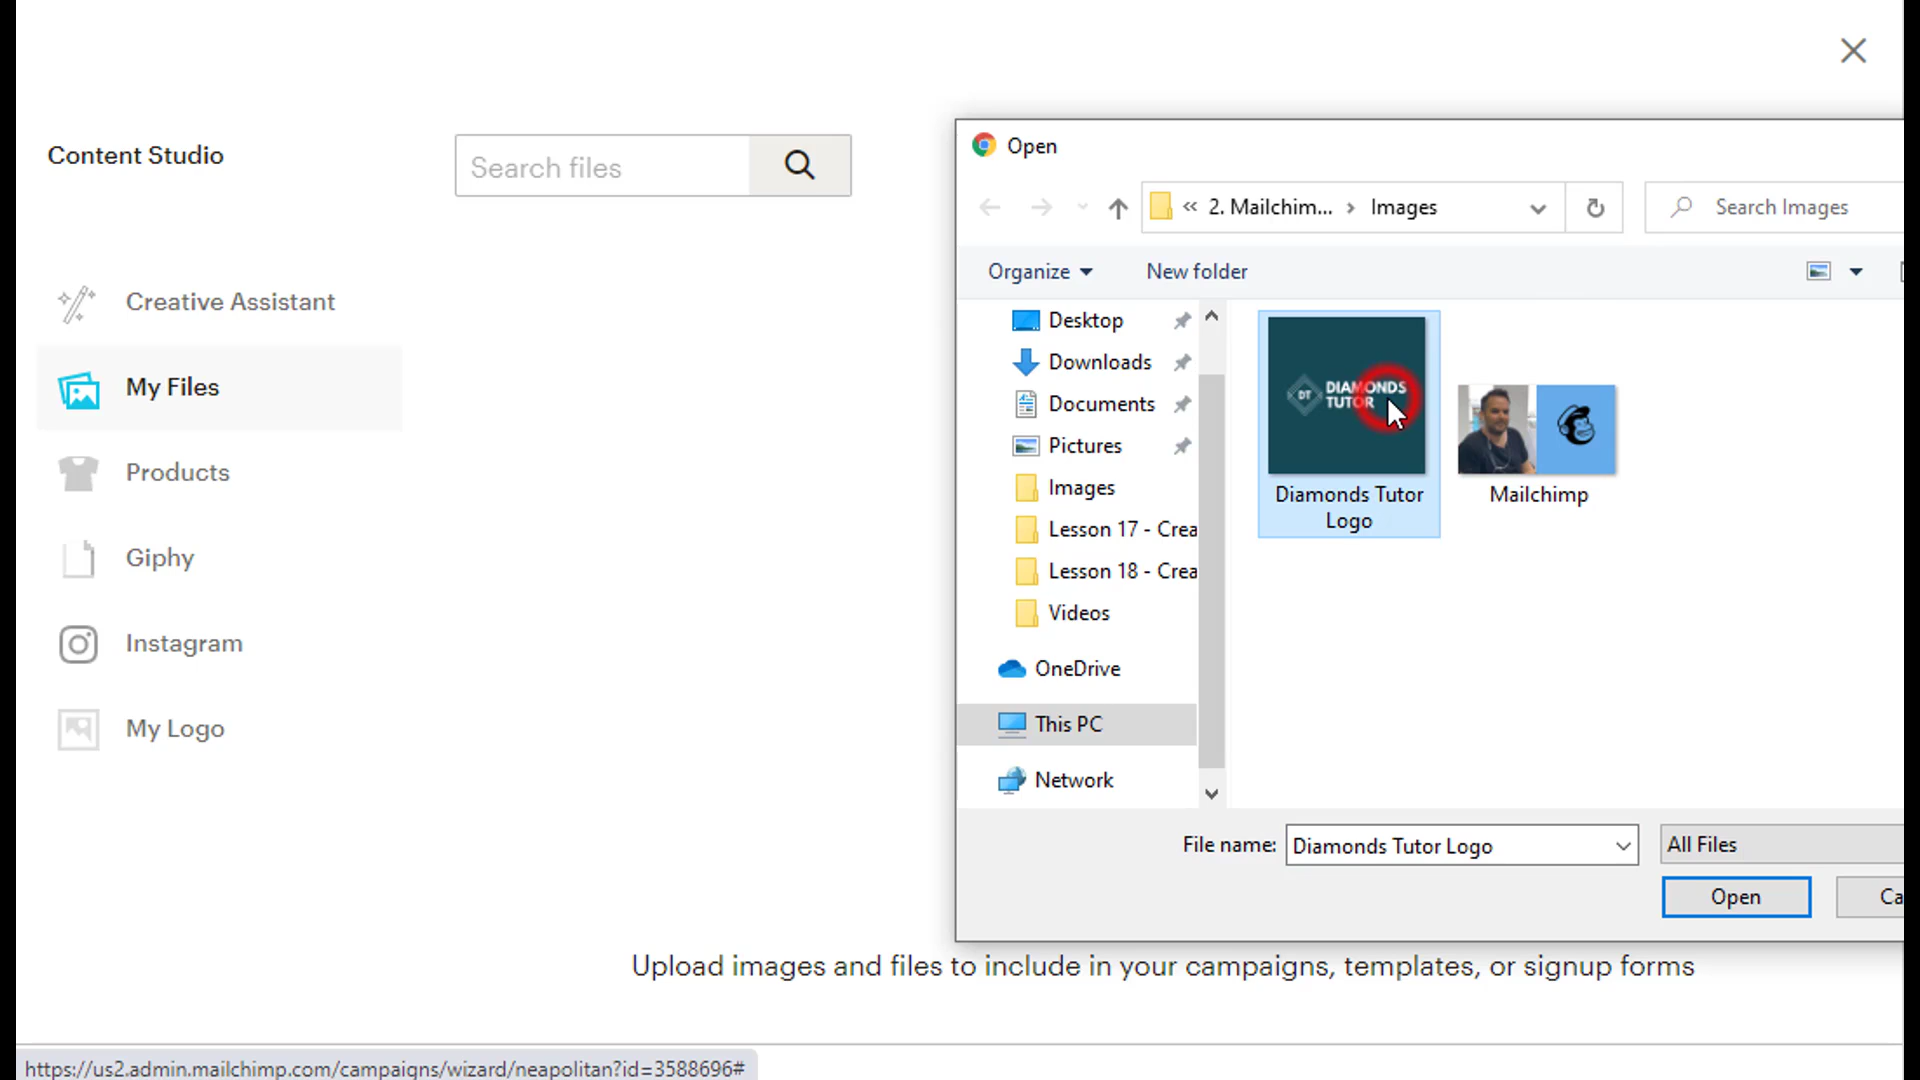 Content Studio
Search files
Creative Assistant
My Files
Products
Giphy
Instagram
My Logo
Open
« 2. Mailchim... › Images
Search Images
Organize
New folder
Desktop
Downloads
Documents
Pictures
Images
Lesson 17 - Crea
Lesson 18 - Crea
Videos
OneDrive
This PC
Network
DT
DIAMONDS
TUTOR
Diamonds Tutor
Logo
Mailchimp
File name:
Diamonds Tutor Logo
All Files
Open
Ca
Upload images and files to include in your campaigns, templates, or signup forms
https://us2.admin.mailchimp.com/campaigns/wizard/neapolitan?id=3588696#